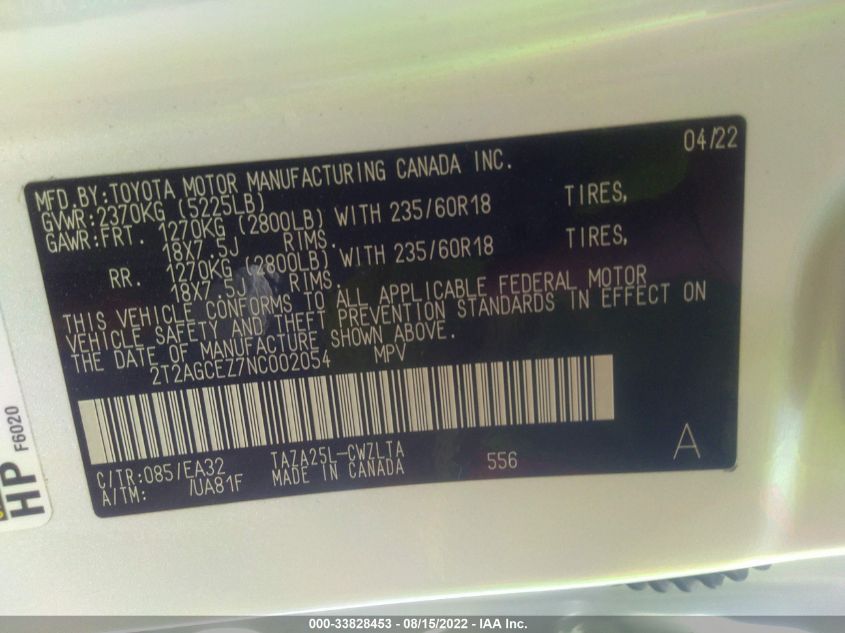 04/22
MFD.BY:TOYOTA MOTOR MANUFACTURING CANADA INC.
GVWR:2370KG (5225LB)
GAWR:FRT. 1270KG (2800LB) WITH 235/60R18 TIRES,
18X7.5J RIMS.
RR. 1270KG (2800LB) WITH 235/60R18 TIRES,
18X7.5J RIMS.
THIS VEHICLE CONFORMS TO ALL APPLICABLE FEDERAL MOTOR
VEHICLE SAFETY AND THEFT PREVENTION STANDARDS IN EFFECT ON
THE DATE OF MANUFACTURE SHOWN ABOVE.
2T2AGCEZ7NC002054 MPV
C/TR:085/EA32 TAZA25L-CWZLTA 556 A
A/TM: /UA81F MADE IN CANADA
HP F6020
000-33828453 - 08/15/2022 - IAA Inc.